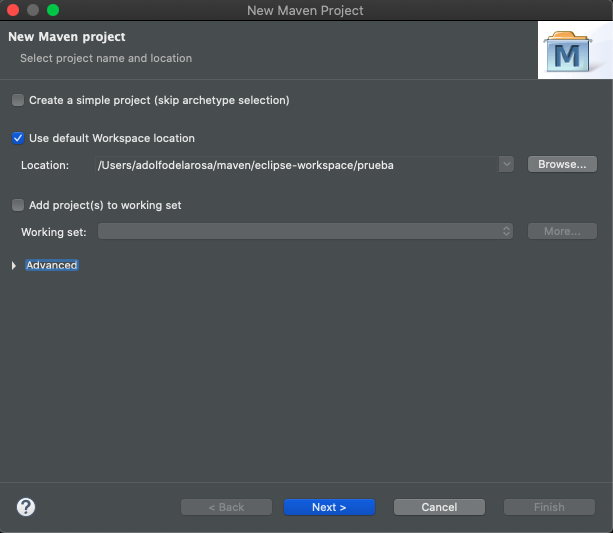 New Maven Project
New Maven project
Select project name and location
M
Create a simple project (skip archetype selection)
Use default Workspace location
Location: /Users/adolfodelarosa/maven/eclipse-workspace/prueba Browse...
Add project(s) to working set
Working set: More...
Advanced
? < Back Next > Cancel Finish